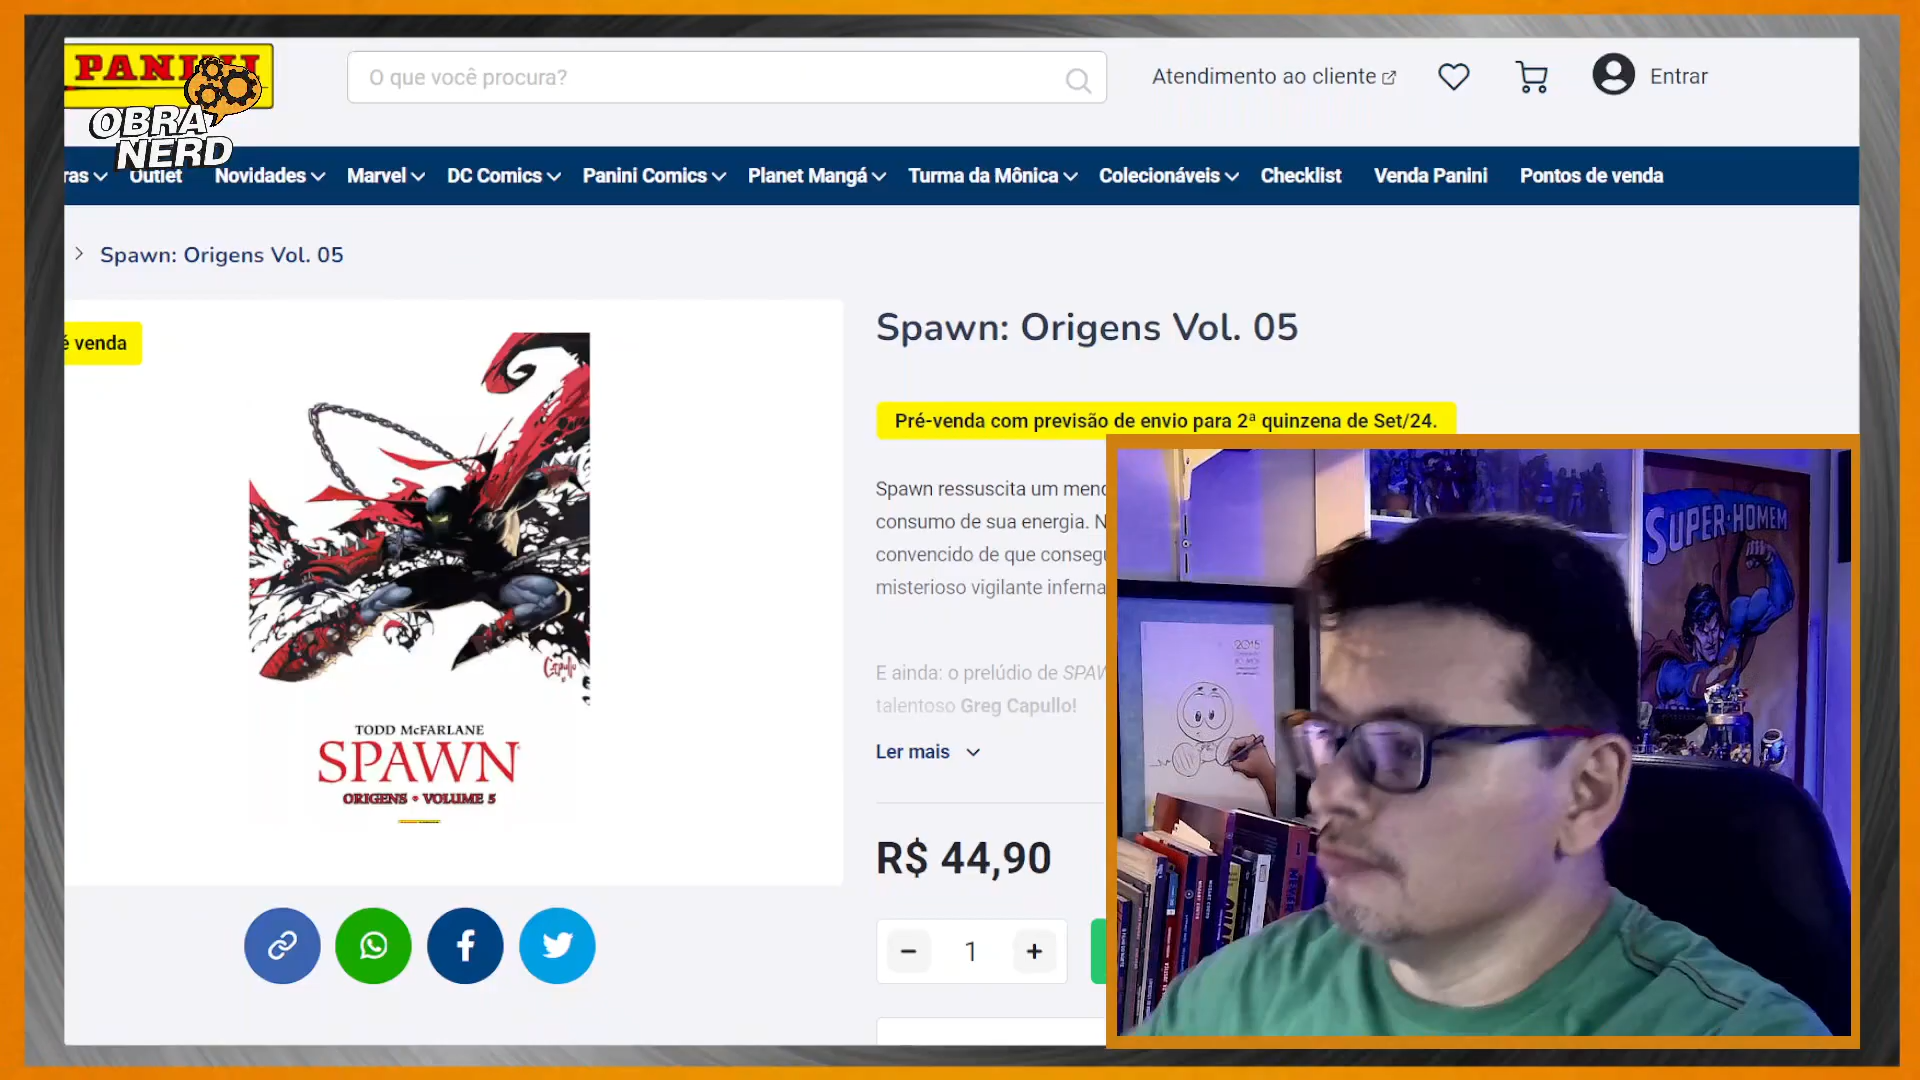 PANINI
OBRA
NERD
O que você procura?
Atendimento ao cliente
Entrar
ras
Outlet
Novidades
Marvel
DC Comics
Panini Comics
Planet Mangá
Turma da Mônica
Colecionáveis
Checklist
Venda Panini
Pontos de venda
Spawn: Origens Vol. 05
é venda
Capullo
TODD McFARLANE
SPAWN
ORIGENS • VOLUME 5
Spawn: Origens Vol. 05
Pré-venda com previsão de envio para 2ª quinzena de Set/24.
Spawn ressuscita um mend
consumo de sua energia. N
convencido de que consegu
misterioso vigilante inferna
E ainda: o prelúdio de SPAW
talentoso Greg Capullo!
Ler mais
R$ 44,90
1
SUPER-HOMEM
2015